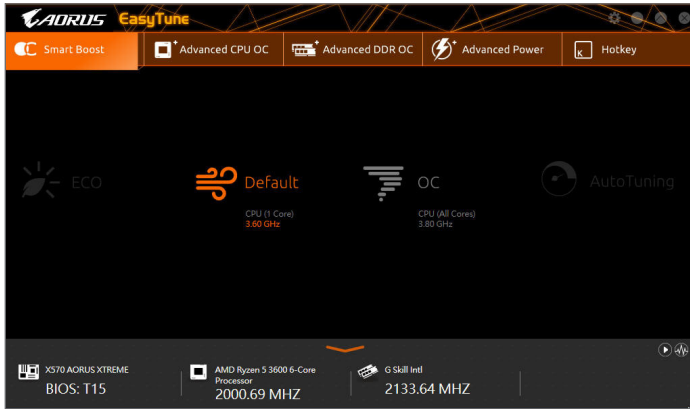 AORUS EasyTune
Smart Boost
Advanced CPU OC
Advanced DDR OC
Advanced Power
K
Hotkey
ECO
Default
CPU (1 Core)
3.60 GHz
OC
CPU (All Cores)
3.80 GHz
AutoTuning
X570 AORUS XTREME
BIOS: T15
AMD Ryzen 5 3600 6-Core
Processor
2000.69 MHZ
G Skill Intl
2133.64 MHZ